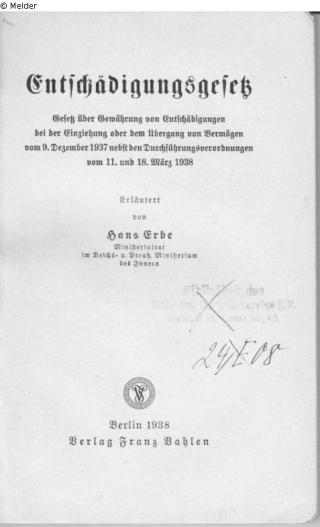 © Melder
Entschädigungsgesetz
Gesetz über Gewährung von Entschädigungen
bei der Einziehung oder dem Übergang von Vermögen
vom 9. Dezember 1937 nebst den Durchführungsverordnungen
vom 11. und 18. März 1938
Erläutert
von
Hans Erbe
Ministerialrat
im Reichs- u. Preuß. Ministerium
des Innern
Berlin 1938
Verlag Franz Vahlen